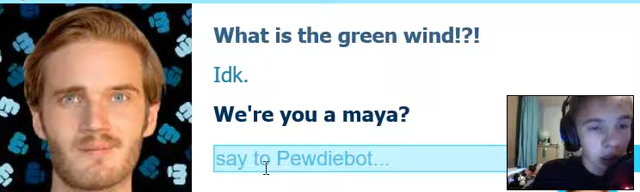 What is the green wind!?!
Idk.
We're you a maya?
say to Pewdiebot...